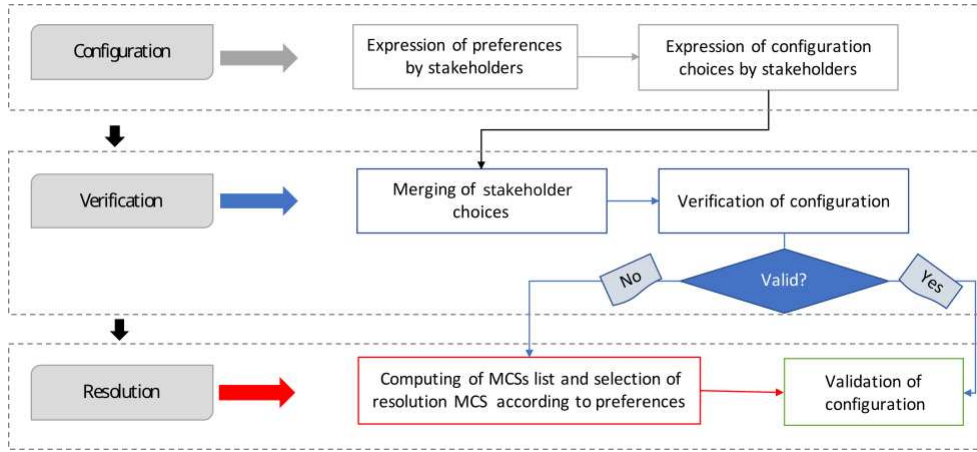 Configuration
Expression of preferences
by stakeholders
Expression of configuration
choices by stakeholders
Verification
Merging of stakeholder
choices
Verification of configuration
No
Valid?
Yes
Resolution
Computing of MCSs list and selection of
resolution MCS according to preferences
Validation of
configuration